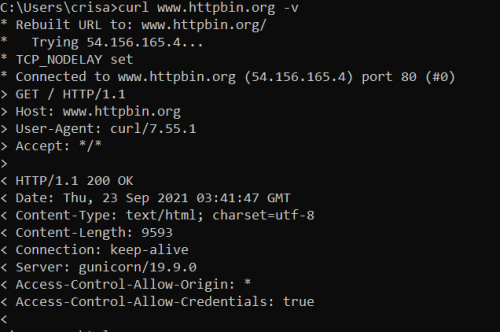 C:\Users\crisa>curl www.httpbin.org -v
* Rebuilt URL to: www.httpbin.org/
*   Trying 54.156.165.4...
* TCP_NODELAY set
* Connected to www.httpbin.org (54.156.165.4) port 80 (#0)
> GET / HTTP/1.1
> Host: www.httpbin.org
> User-Agent: curl/7.55.1
> Accept: */*
>
< HTTP/1.1 200 OK
< Date: Thu, 23 Sep 2021 03:41:47 GMT
< Content-Type: text/html; charset=utf-8
< Content-Length: 9593
< Connection: keep-alive
< Server: gunicorn/19.9.0
< Access-Control-Allow-Origin: *
< Access-Control-Allow-Credentials: true
<